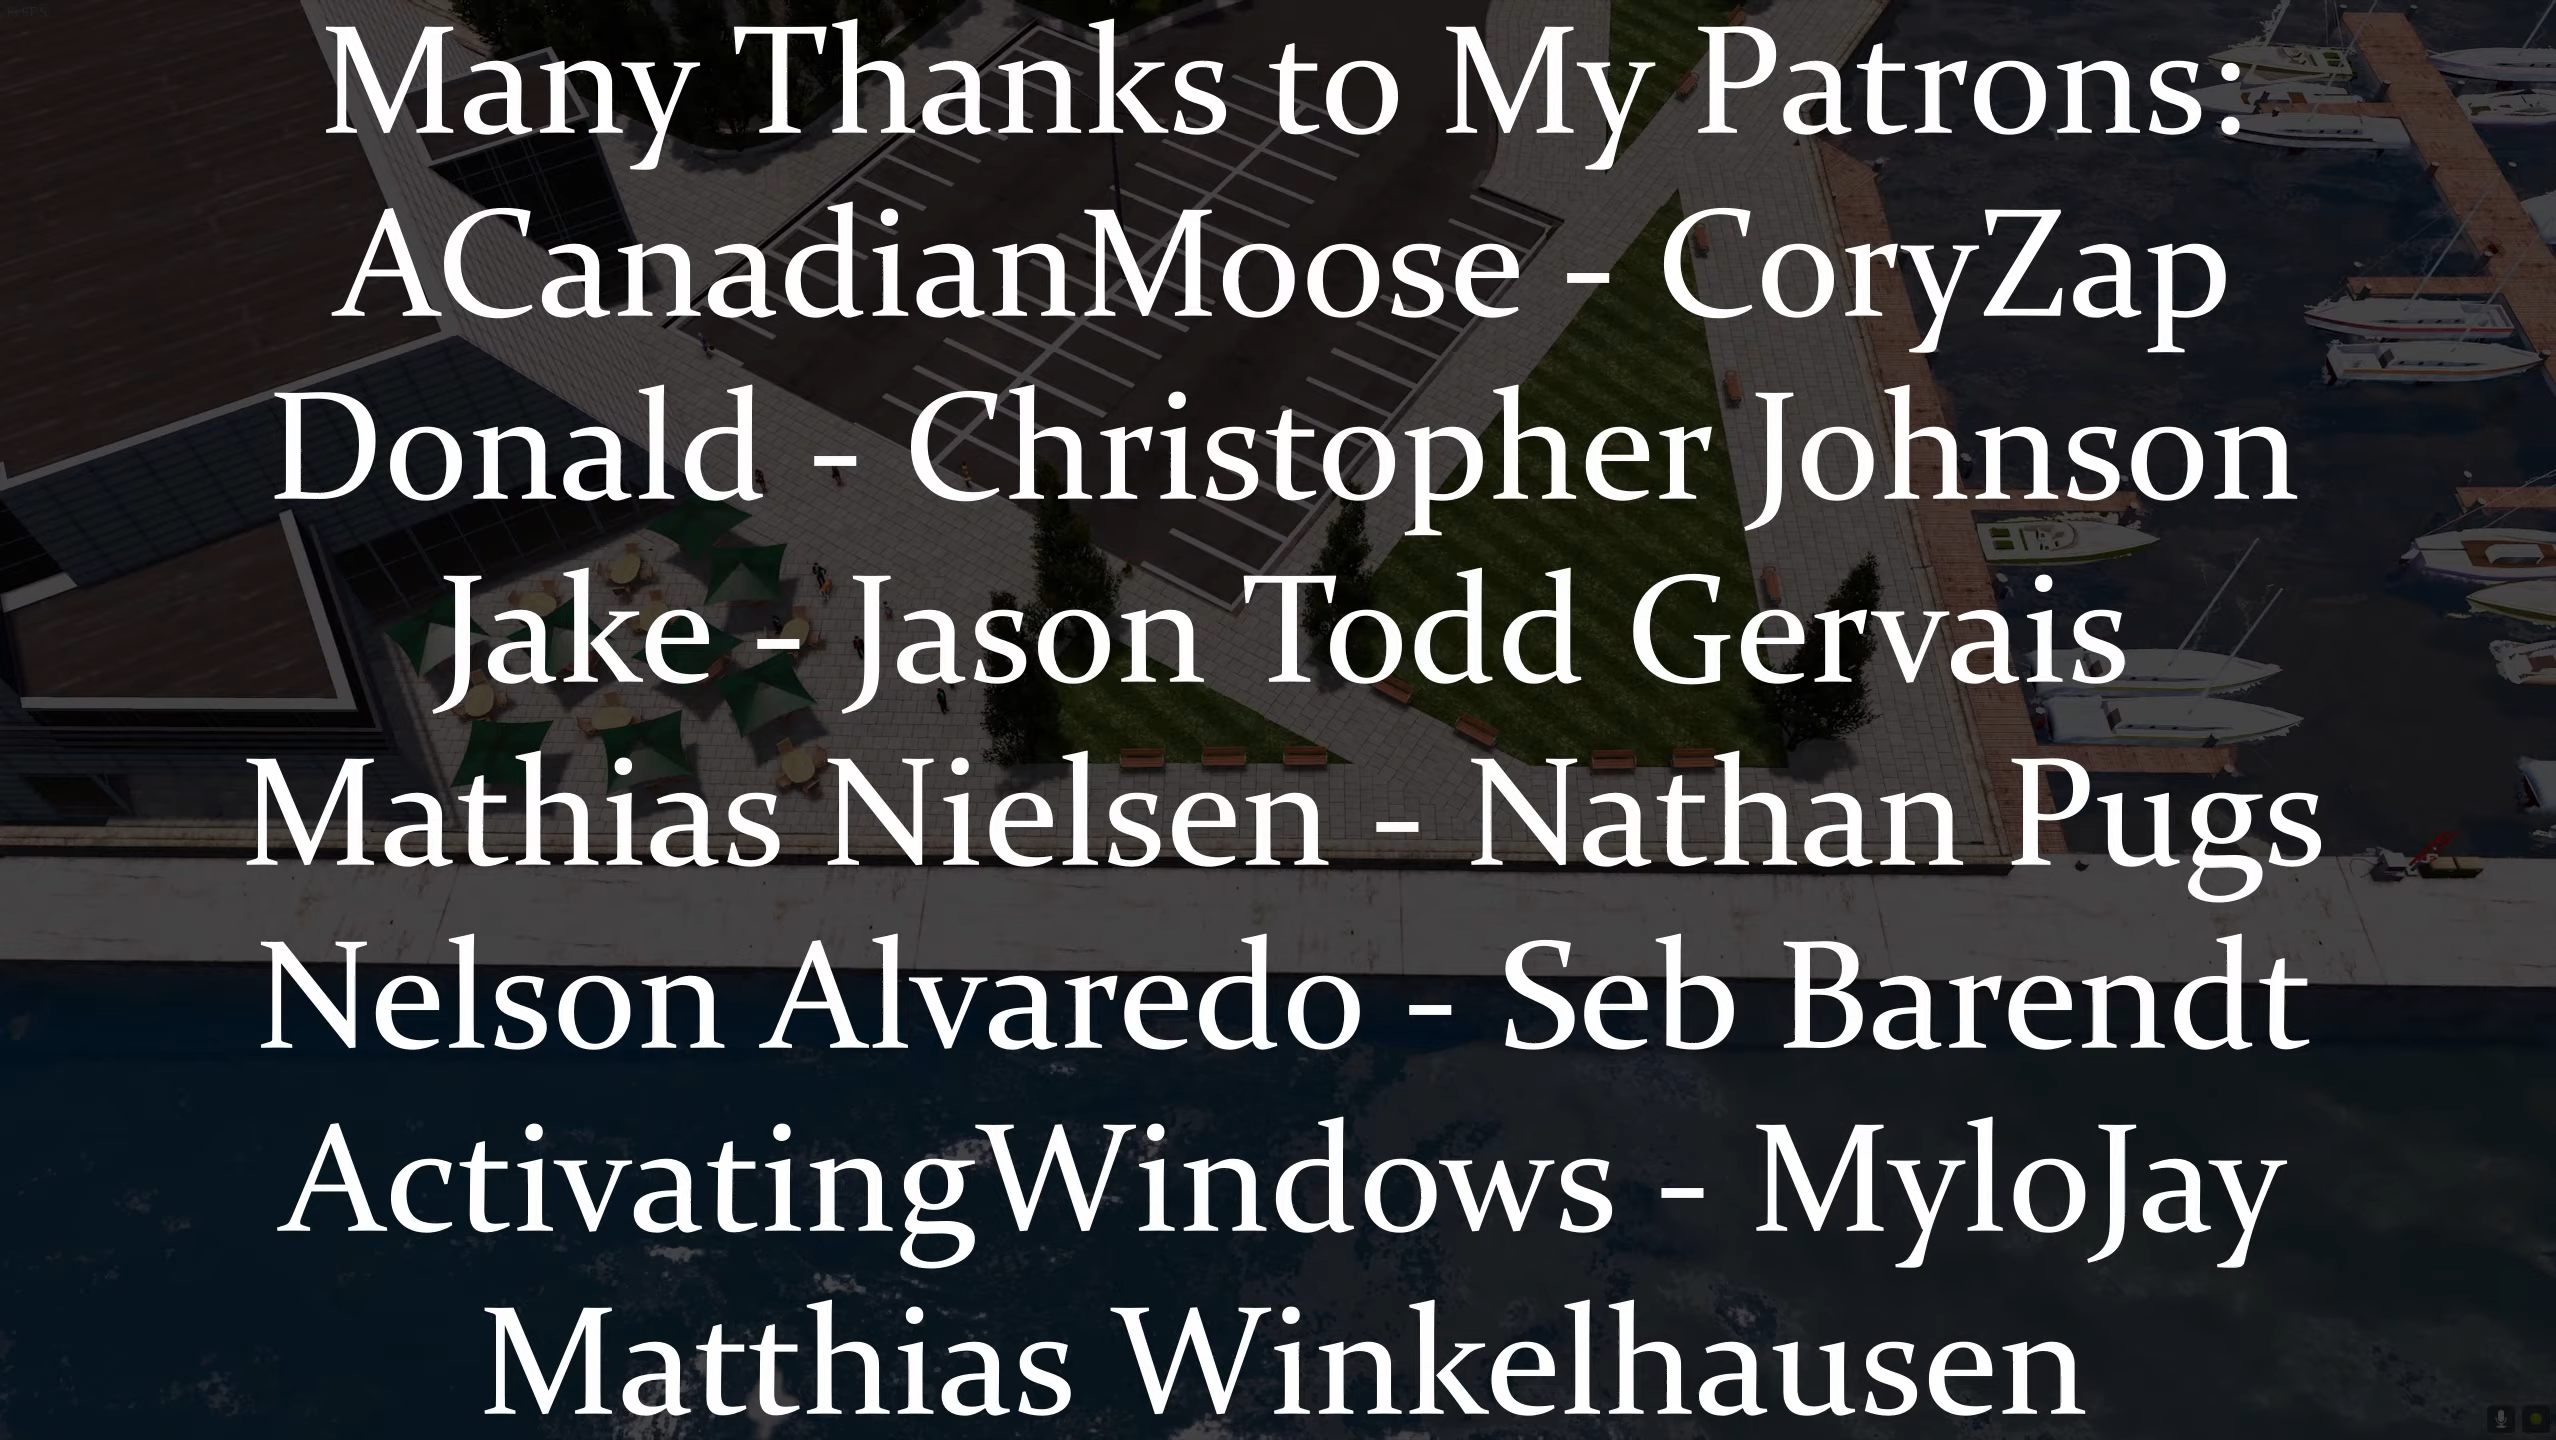 Many Thanks to My Patrons:
ACanadianMoose - CoryZap
Donald - Christopher Johnson
Jake - Jason Todd Gervais
Mathias Nielsen - Nathan Pugs
Nelson Alvaredo - Seb Barendt
ActivatingWindows - MyloJay
Matthias Winkelhausen